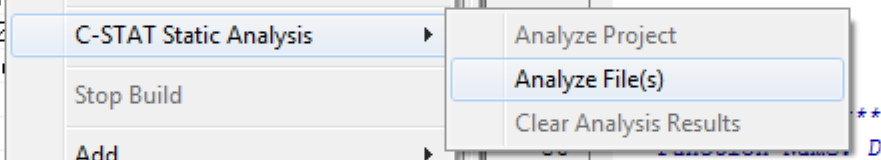 C-STAT Static Analysis
Analyze Project
Analyze File(s)
Stop Build
Clear Analysis Results
Add
**
D